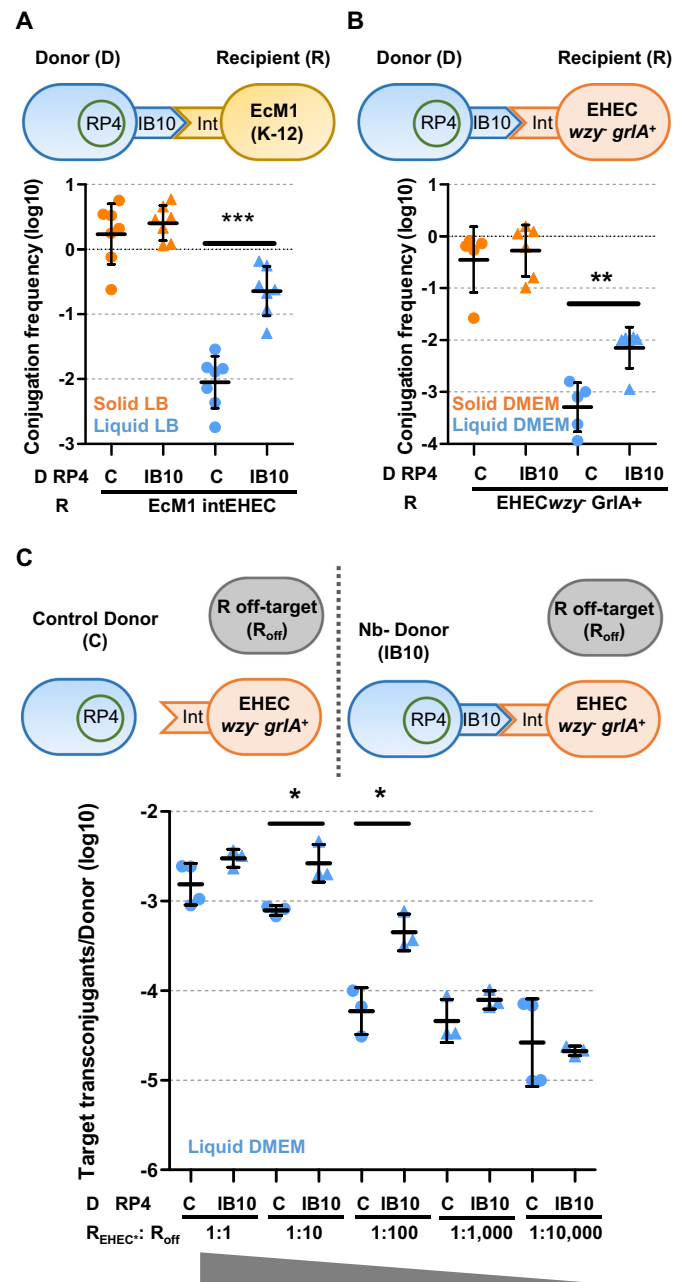 A
Donor (D)
Recipient (R)
RP4
IB10
Int
EcM1
(K-12)
Conjugation frequency (log10)
1
0
-1
-2
-3
***
Solid LB
Liquid LB
D RP4 C IB10 C IB10
R EcM1 intEHEC
B
Donor (D)
Recipient (R)
RP4
IB10
Int
EHEC
wzy- grlA+
Conjugation frequency (log10)
1
0
-1
-2
-3
-4
**
Solid DMEM
Liquid DMEM
D RP4 C IB10 C IB10
R EHECwzy- GrlA+
C
Control Donor
(C)
R off-target
(Roff)
RP4
Int
EHEC
wzy- grlA+
Nb- Donor
(IB10)
R off-target
(Roff)
RP4
IB10
Int
EHEC
wzy- grlA+
Target transconjugants/Donor (log10)
-2
-3
-4
-5
-6
* *
Liquid DMEM
D RP4 C IB10 C IB10 C IB10 C IB10 C IB10
REHEC*: Roff 1:1 1:10 1:100 1:1,000 1:10,000